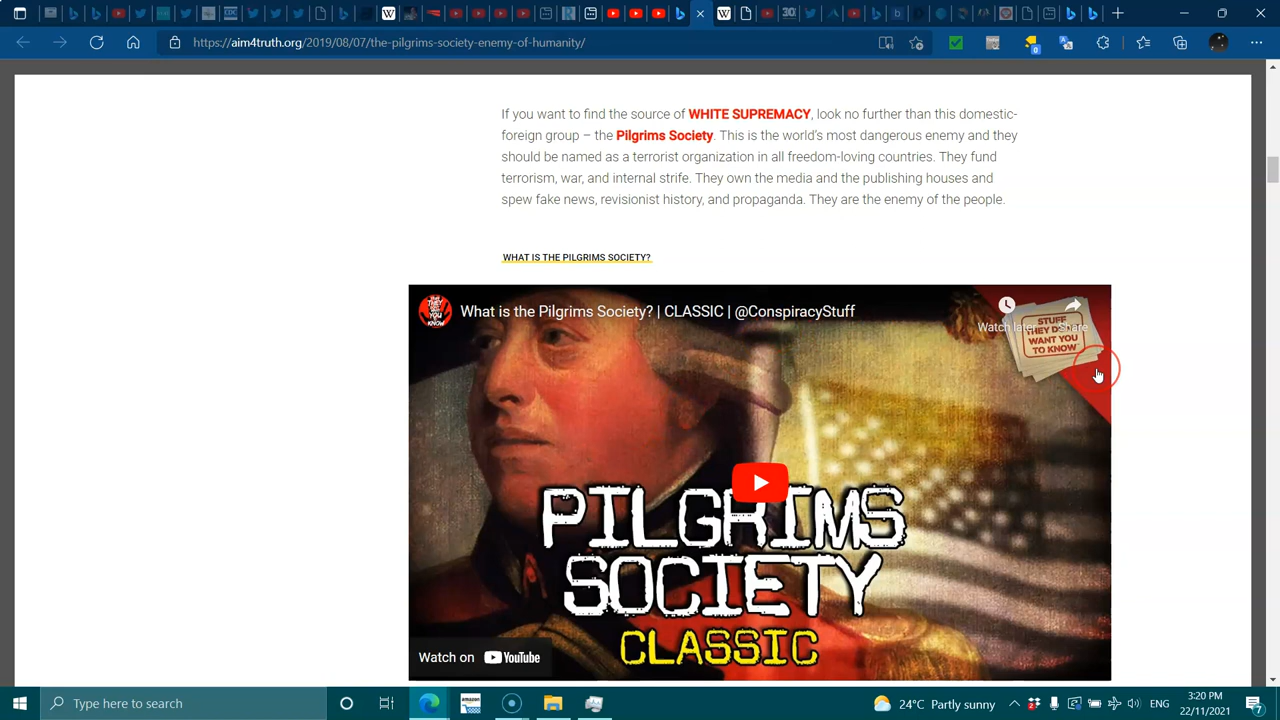 https://aim4truth.org/2019/08/07/the-pilgrims-society-enemy-of-humanity/
If you want to find the source of WHITE SUPREMACY, look no further than this domestic-
foreign group – the Pilgrims Society. This is the world's most dangerous enemy and they
should be named as a terrorist organization in all freedom-loving countries. They fund
terrorism, war, and internal strife. They own the media and the publishing houses and
spew fake news, revisionist history, and propaganda. They are the enemy of the people.
WHAT IS THE PILGRIMS SOCIETY?
What is the Pilgrims Society? | CLASSIC | @ConspiracyStuff
Watch later
Share
STUFF
THEY DON'T
WANT YOU
TO KNOW
PILGRIMS
SOCIETY
CLASSIC
Watch on YouTube
Type here to search
24°C Partly sunny
ENG
3:20 PM
22/11/2021
7